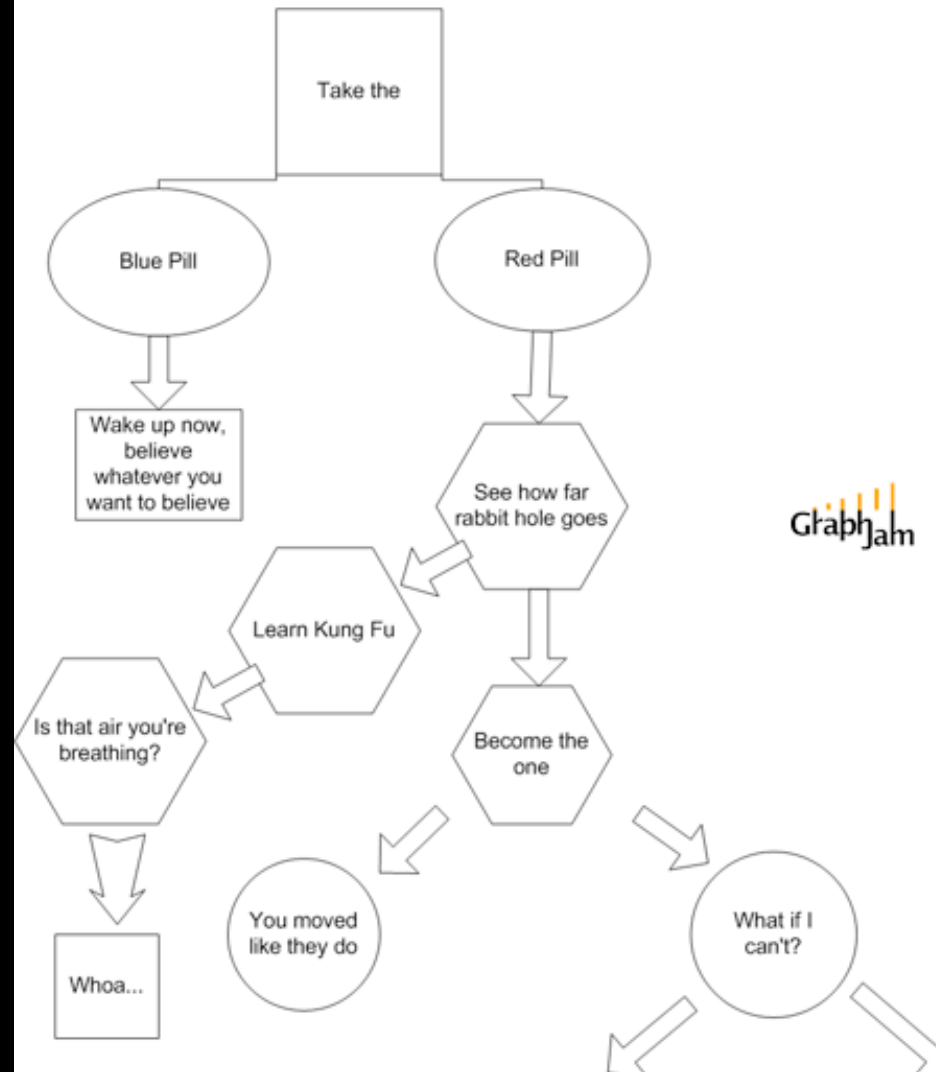 Take the
Blue Pill
Red Pill
Wake up now,
believe
whatever you
want to believe
See how far
rabbit hole goes
GraphJam
Learn Kung Fu
Is that air you're
breathing?
Become the
one
You moved
like they do
What if I
can't?
Whoa...